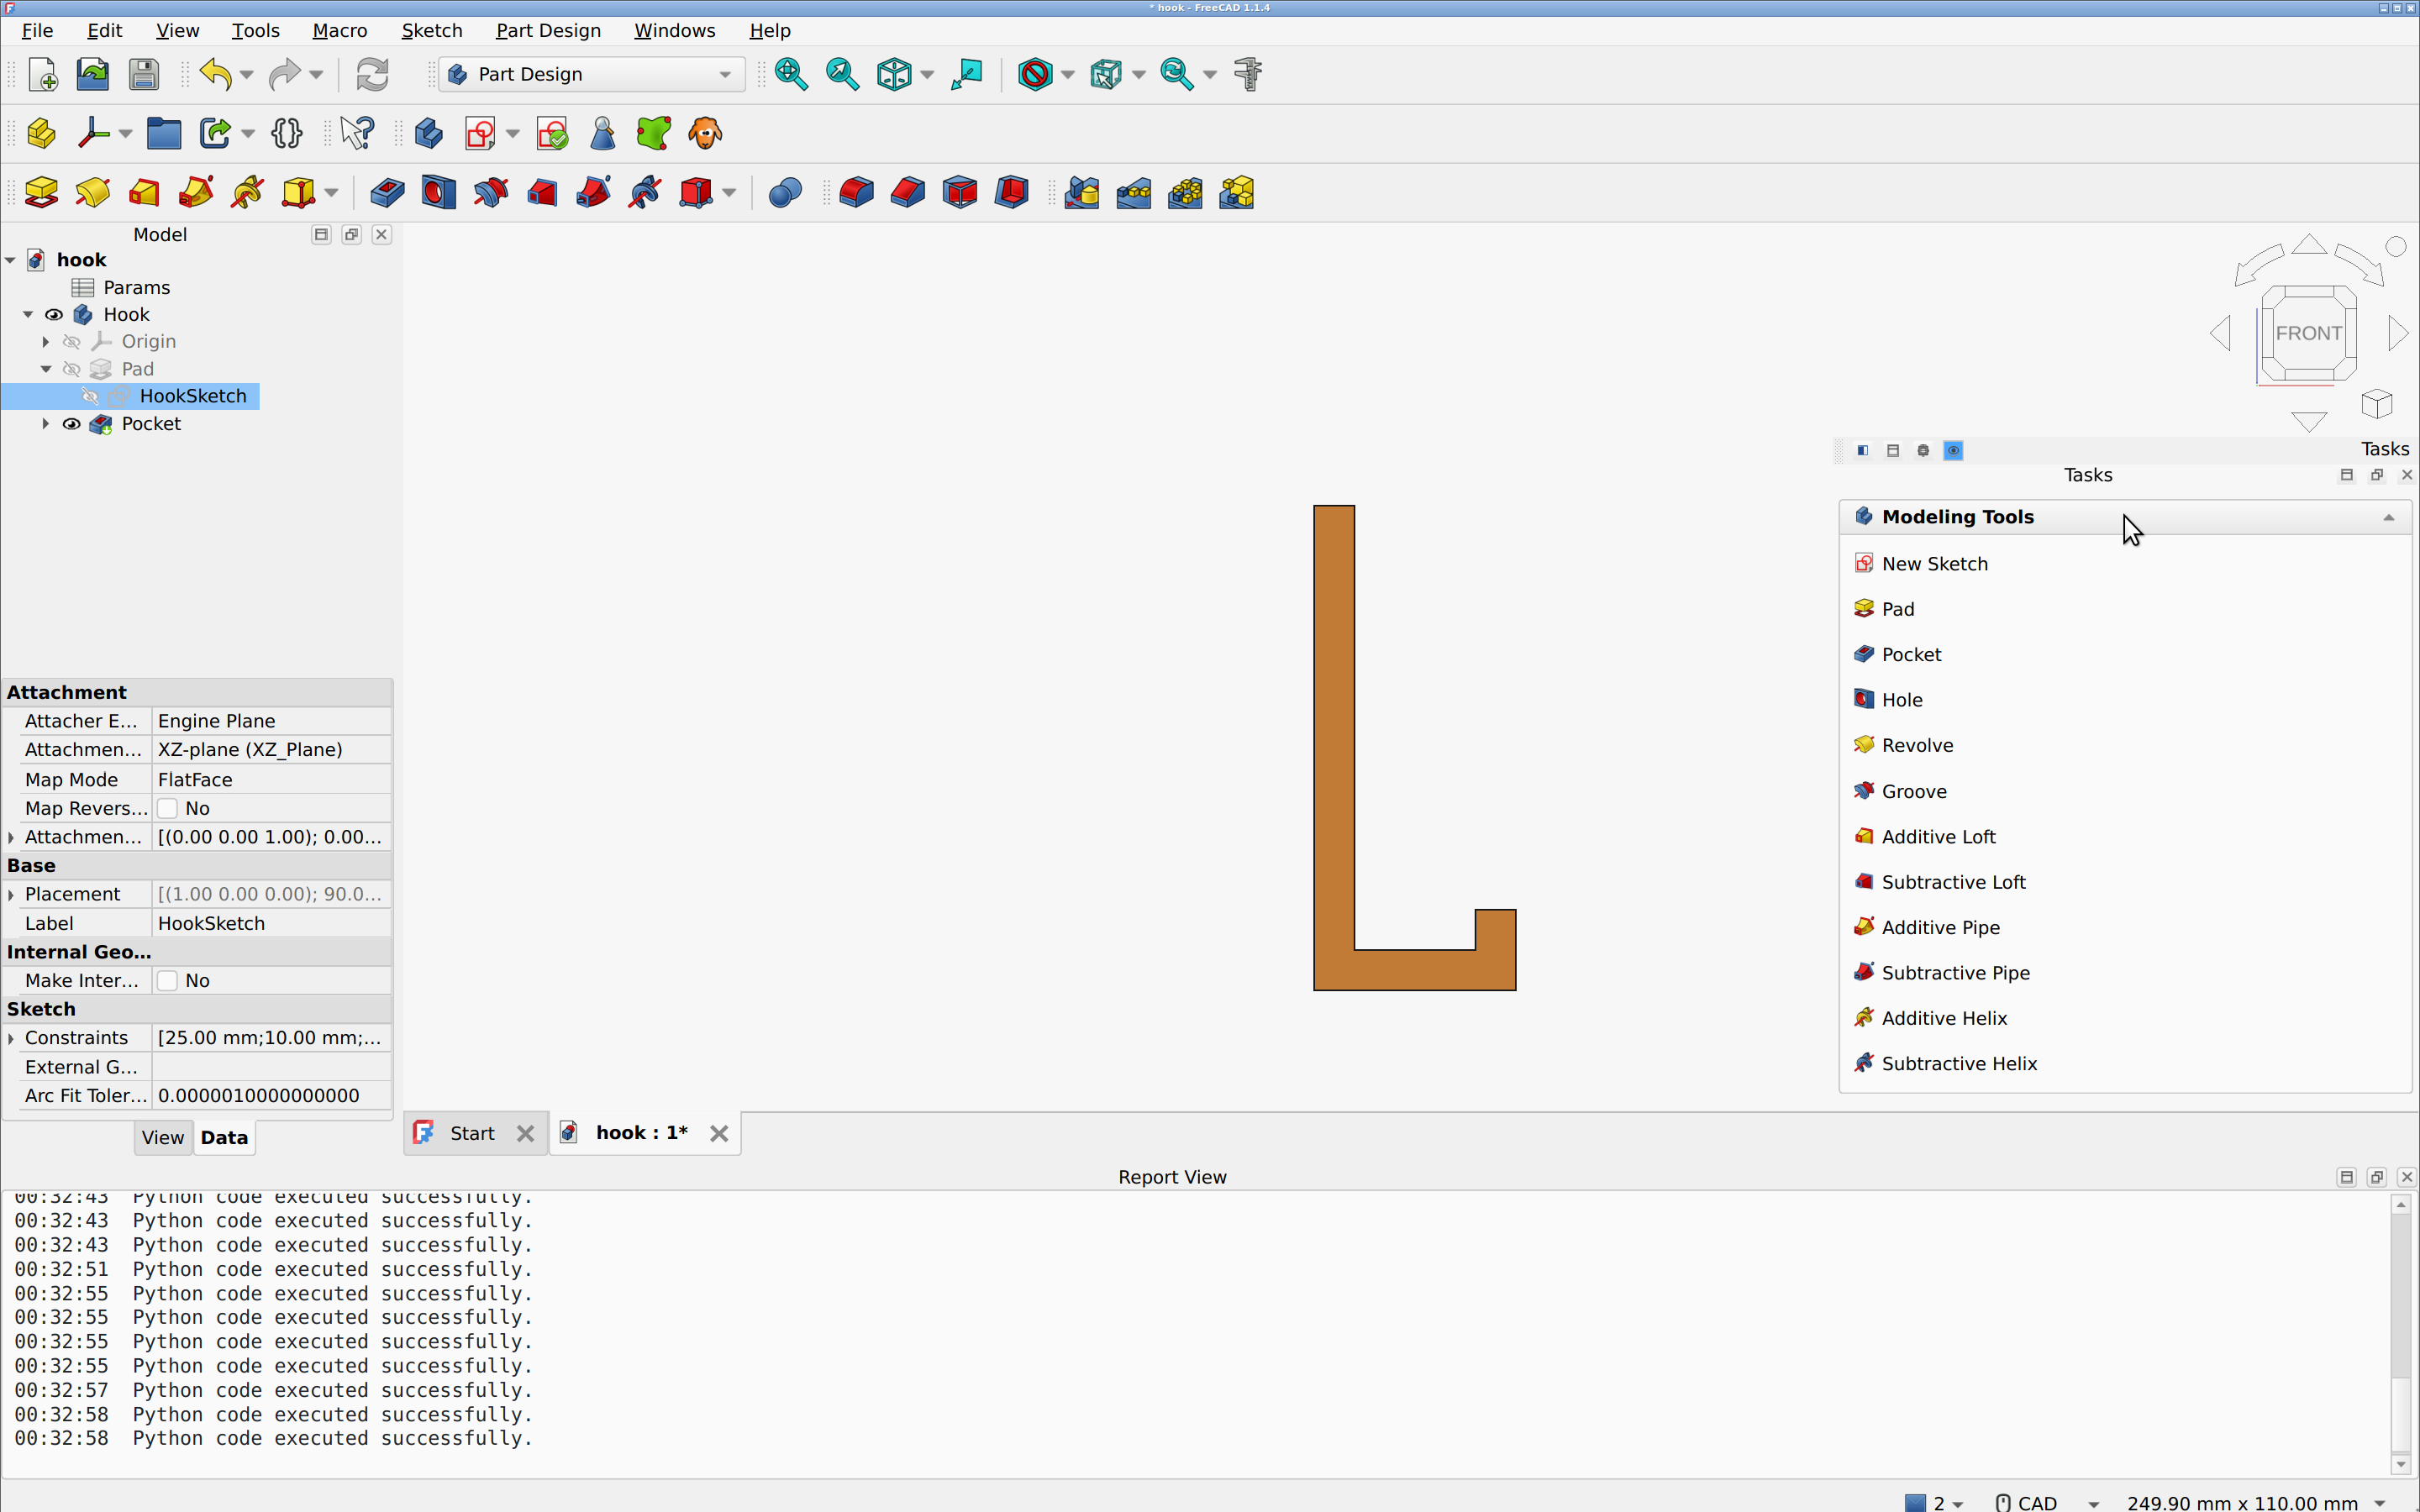 * hook - FreeCAD 1.1.4
File Edit View Tools Macro Sketch Part Design Windows Help
Part Design
Model
hook
Params
Hook
Origin
Pad
HookSketch
Pocket
FRONT
Tasks
Tasks
Modeling Tools
New Sketch
Pad
Pocket
Hole
Revolve
Groove
Additive Loft
Subtractive Loft
Additive Pipe
Subtractive Pipe
Additive Helix
Subtractive Helix
Attachment
Attacher E... Engine Plane
Attachmen... XZ-plane (XZ_Plane)
Map Mode FlatFace
Map Revers... No
Attachmen... [(0.00 0.00 1.00); 0.00...
Base
Placement [(1.00 0.00 0.00); 90.0...
Label HookSketch
Internal Geo...
Make Inter... No
Sketch
Constraints [25.00 mm;10.00 mm;...
External G...
Arc Fit Toler... 0.0000010000000000
View Data
Start
hook : 1*
Report View
00:32:43 Python code executed successfully.
00:32:43 Python code executed successfully.
00:32:43 Python code executed successfully.
00:32:51 Python code executed successfully.
00:32:55 Python code executed successfully.
00:32:55 Python code executed successfully.
00:32:55 Python code executed successfully.
00:32:55 Python code executed successfully.
00:32:57 Python code executed successfully.
00:32:58 Python code executed successfully.
00:32:58 Python code executed successfully.
2 CAD 249.90 mm x 110.00 mm